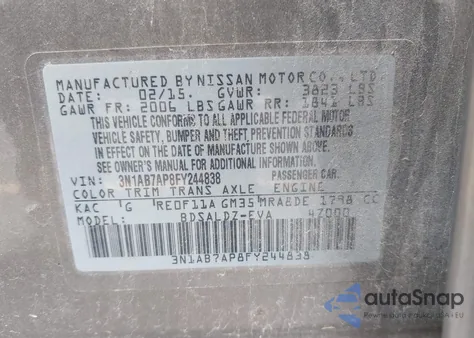 MANUFACTURED BY NISSAN MOTOR CO., LTD.
DATE: 02/15. GVWR: 3823 LBS
GAWR FR: 2006 LBS GAWR RR: 1841 LBS
THIS VEHICLE CONFORMS TO ALL APPLICABLE FEDERAL MOTOR
VEHICLE SAFETY, BUMPER AND THEFT PREVENTION STANDARDS
IN EFFECT ON THE DATE OF MANUFACTURE SHOWN ABOVE.
SEE OWNER'S MANUAL FOR ADDITIONAL INFORMATION.
VIN: 3N1AB7AP8FY244838 PASSENGER CAR.
COLOR TRIM TRANS AXLE ENGINE
KAC G RE0F11A GM35 MRA8DE 1798 CC
MODEL: BDSALDZ-EVA 47000
3N1AB7AP8FY244838
autoSnap